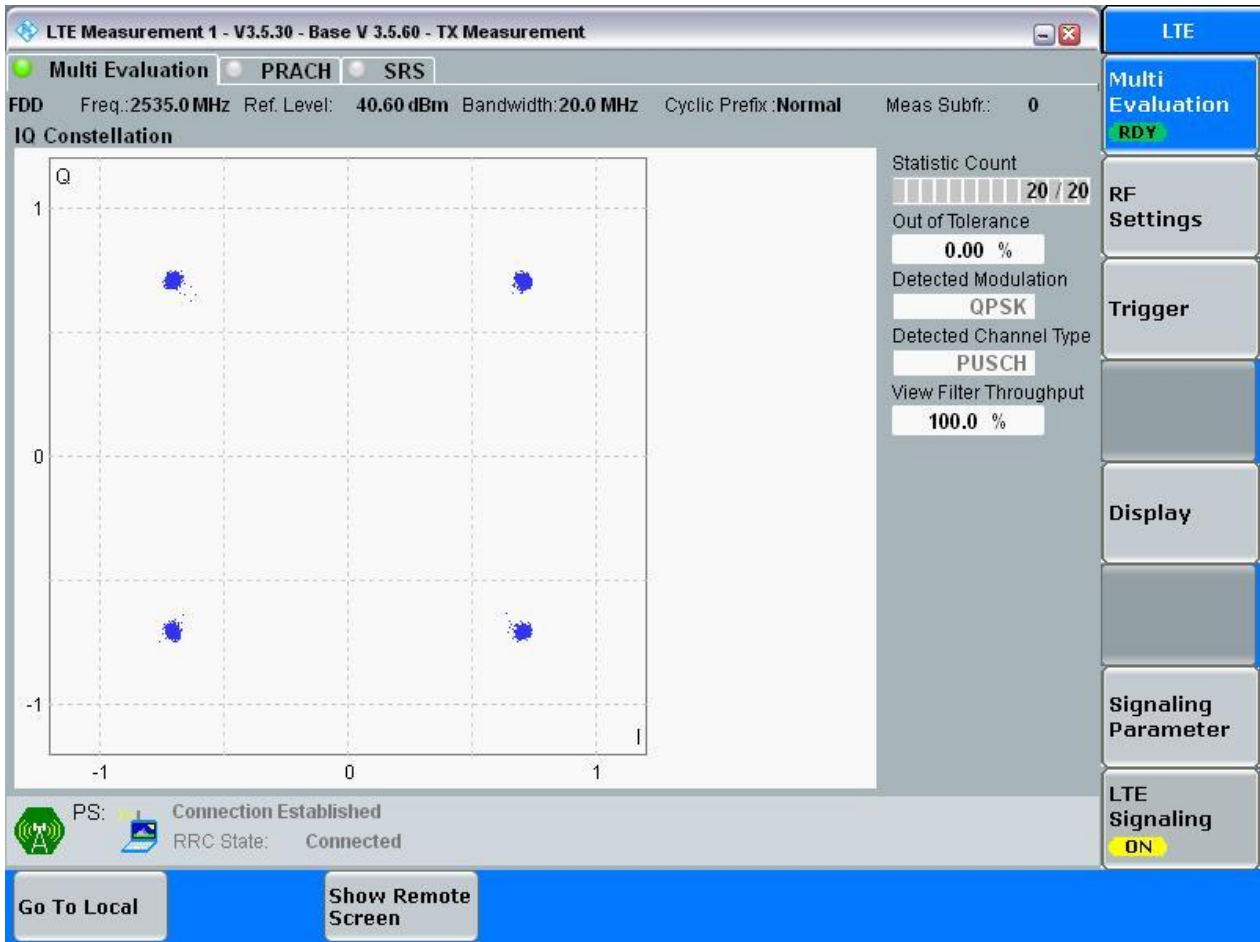 LTE Measurement 1 - V3.5.30 - Base V 3.5.60 - TX Measurement
LTE
Multi Evaluation PRACH SRS
FDD Freq.:2535.0 MHz Ref. Level: 40.60 dBm Bandwidth:20.0 MHz Cyclic Prefix :Normal Meas Subfr.: 0
IQ Constellation
Q
1
0
-1
-1 0 1
I
Statistic Count
20 / 20
Out of Tolerance
0.00 %
Detected Modulation
QPSK
Detected Channel Type
PUSCH
View Filter Throughput
100.0 %
Multi
Evaluation
RDY
RF
Settings
Trigger
Display
Signaling
Parameter
LTE
Signaling
ON
PS: Connection Established
RRC State: Connected
Go To Local
Show Remote
Screen